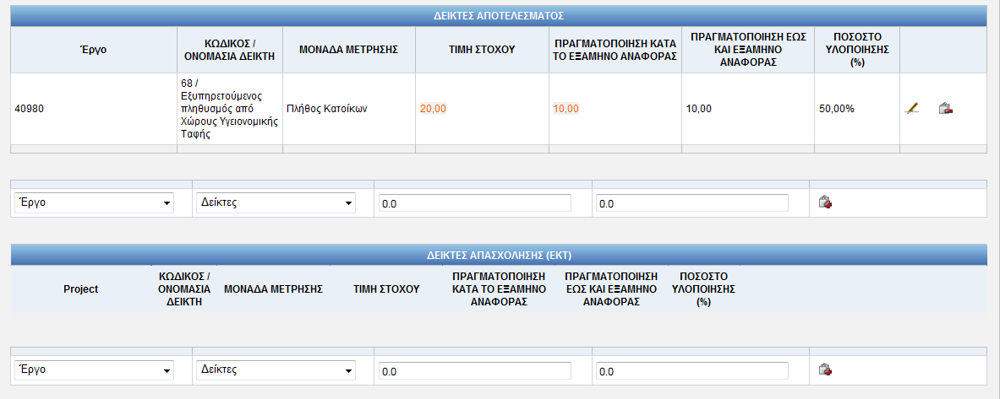 ΔΕΙΚΤΕΣ ΑΠΟΤΕΛΕΣΜΑΤΟΣ
Έργο
ΚΩΔΙΚΟΣ /
ΟΝΟΜΑΣΙΑ ΔΕΙΚΤΗ
ΜΟΝΑΔΑ ΜΕΤΡΗΣΗΣ
ΤΙΜΗ ΣΤΟΧΟΥ
ΠΡΑΓΜΑΤΟΠΟΙΗΣΗ ΚΑΤΑ
ΤΟ ΕΞΑΜΗΝΟ ΑΝΑΦΟΡΑΣ
ΠΡΑΓΜΑΤΟΠΟΙΗΣΗ ΕΩΣ
ΚΑΙ ΕΞΑΜΗΝΟ
ΑΝΑΦΟΡΑΣ
ΠΟΣΟΣΤΟ
ΥΛΟΠΟΙΗΣΗΣ
(%)
40980
68 /
Εξυπηρετούμενος
πληθυσμός από
Χώρους Υγειονομικής
Ταφής
Πλήθος Κατοίκων
20,00
10,00
10,00
50,00%
Έργο
Δείκτες
0.0
0.0
ΔΕΙΚΤΕΣ ΑΠΑΣΧΟΛΗΣΗΣ (ΕΚΤ)
Project
ΚΩΔΙΚΟΣ /
ΟΝΟΜΑΣΙΑ
ΔΕΙΚΤΗ
ΜΟΝΑΔΑ ΜΕΤΡΗΣΗΣ
ΤΙΜΗ ΣΤΟΧΟΥ
ΠΡΑΓΜΑΤΟΠΟΙΗΣΗ
ΚΑΤΑ ΤΟ ΕΞΑΜΗΝΟ
ΑΝΑΦΟΡΑΣ
ΠΡΑΓΜΑΤΟΠΟΙΗΣΗ
ΕΩΣ ΚΑΙ ΕΞΑΜΗΝΟ
ΑΝΑΦΟΡΑΣ
ΠΟΣΟΣΤΟ
ΥΛΟΠΟΙΗΣΗΣ
(%)
Έργο
Δείκτες
0.0
0.0